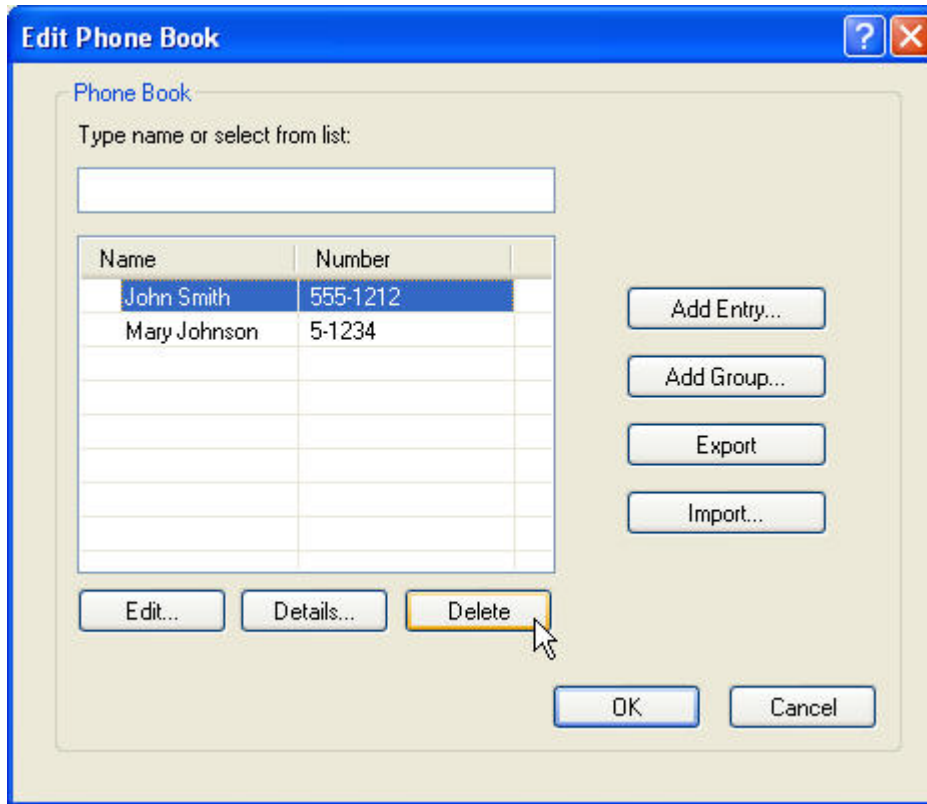 Edit Phone Book
Phone Book
Type name or select from list:
Name Number
John Smith 555-1212
Mary Johnson 5-1234
Add Entry...
Add Group...
Export
Import...
Edit... Details... Delete
OK Cancel